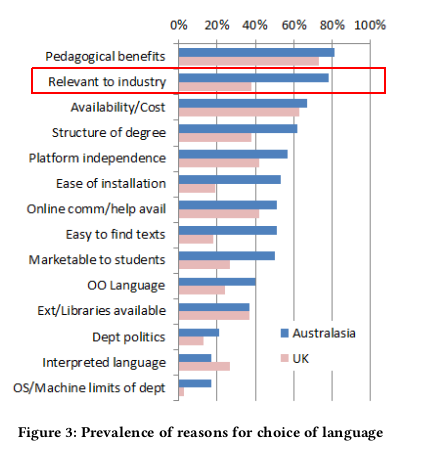 0% 20% 40% 60% 80% 100%
Pedagogical benefits
Relevant to industry
Availability/Cost
Structure of degree
Platform independence
Ease of installation
Online comm/help avail
Easy to find texts
Marketable to students
OO Language
Ext/Libraries available
Dept politics
Interpreted language
OS/Machine limits of dept
Australasia
UK
Figure 3: Prevalence of reasons for choice of language